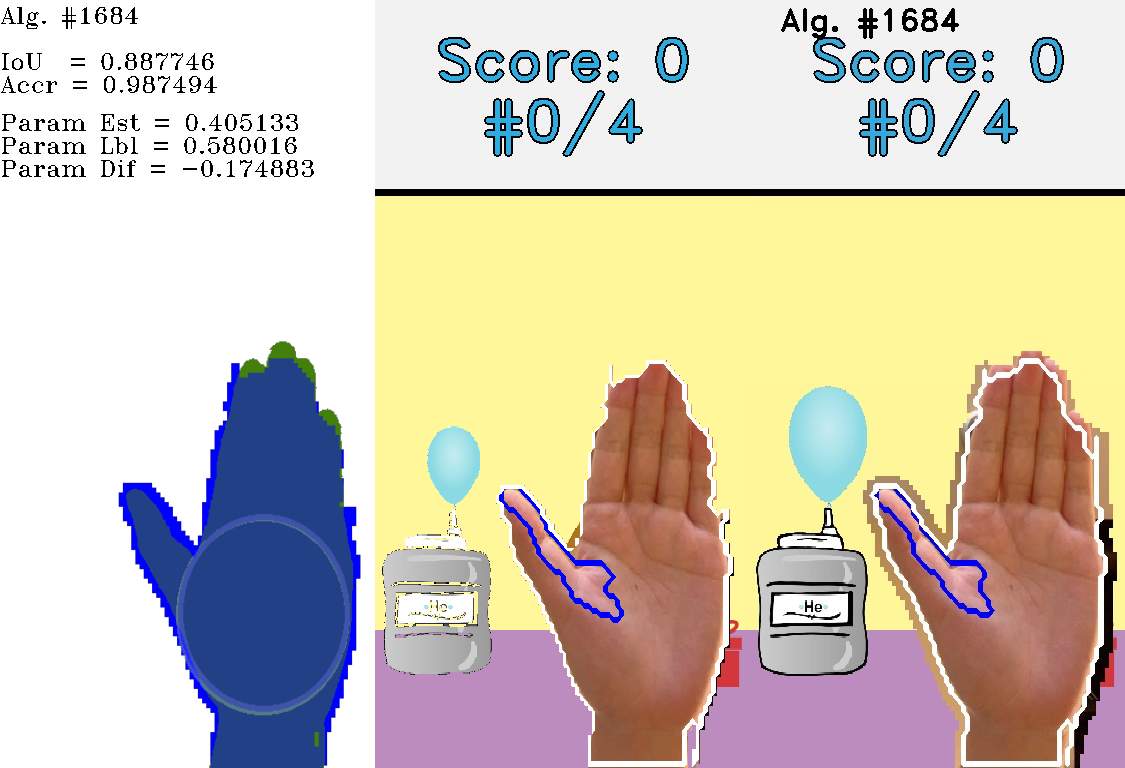 Alg. #1684
IoU = 0.887746
Accr = 0.987494
Param Est = 0.405133
Param Lbl = 0.580016
Param Dif = −0.174883
Score: 0
#0/4
He
Alg. #1684
Score: 0
#0/4
He